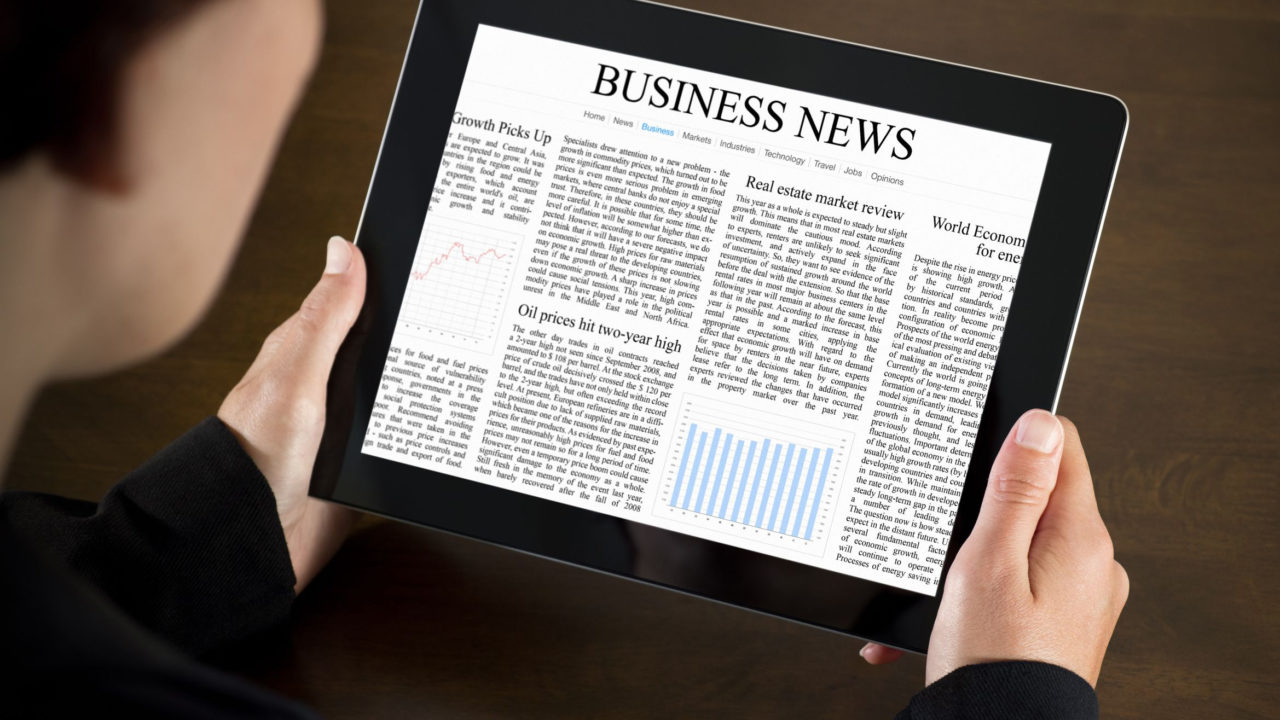 BUSINESS NEWS
Home News Business Markets Industries Technology Travel Jobs Opinions
Growth Picks Up
Europe and Central Asia,
are expected to grow. It was
in the region could be
by rising food and energy
exporters, which account
the entire world's oil, are
increase and it contri-
growth and stability
for food and fuel prices
source of vulnerability
countries, noted at a press
government in the
to increase the coverage
social protection systems
poor. Recommend avoiding
that were taken in the
to previous price increases
- such as price controls and
trade and export of food.
Specialists drew attention to a new problem - the
growth in commodity prices, which turned out to be
more significant than expected. The growth in food
prices is even more serious problem in emerging
markets, where central banks do not enjoy a special
trust. Therefore, in these countries, they should be
more careful. It is possible that for some time, the
level of inflation will be somewhat higher than ex-
pected. However, according to our forecasts, we do
not think that it will have a severe negative impact
on economic growth. High prices for raw materials
may pose a real threat to the developing countries,
even if the growth of these prices is not slowing
down economic growth. A sharp increase in prices
could cause social tensions. This year, high com-
modity prices have played a role in the political
unrest in the Middle East and North Africa.
Oil prices hit two-year high
The other day trades in oil contracts reached
a 2-year high not seen since September 2008, and
amounted to $ 108 per barrel. At the stock exchange
price of crude oil decisively crossed the $ 120 per
barrel, and the trades have not only held within close
to the 2-year high, but often exceeding the record
level. At present, European refineries are in a diffi-
cult position due to lack of supplied raw materials,
which became one of the reasons for the increase in
prices for their products. As evidenced by past expe-
rience, unreasonably high prices for fuel and food
prices may not remain so for a long period of time.
However, even a temporary price boom could cause
significant damage to the economy as a whole.
Still fresh in the memory of the event last year,
when barely recovered after the fall of 2008
Real estate market review
This year as a whole is expected to steady but slight
growth. This means that in most real estate markets
will dominate the cautious mood. According
to experts, renters are unlikely to seek significant
investment, and actively expand in the face
of uncertainty. So, they want to see evidence of the
resumption of sustained growth around the world
before the deal with the extension. So that the base
rental rates in most major business centers in the
following year will remain at about the same level
as that in the past. According to the forecast, this
year is possible and a marked increase in base
rental rates in some cities, applying the
appropriate expectations. With regard to the
effect that economic growth will have on demand
for space by renters in the near future, experts
believe that the decisions taken by companies
lease refer to the long term. In addition, the
experts reviewed the changes that have occurred
in the property market over the past year.
World Econom
for ene
Despite the rise in energy pric
is showing high growth. A
of the current period
by historical standards,
countries and countries with
In reality become pro
configuration of economic
Prospects of the world energy
of the most pressing and deba
ical evaluation of existing
of making an independent
Currently the world is going
concepts of long-term energy
formation of a new model. W
model significantly increases
countries in demand, leading
growth in demand for ener
previously thought, and les
fluctuations. Important determ
of the global economy in the
usually high growth rates (by
developing countries and cou
in transition. While maintain
the rate of growth in develope
steady long-term gap in the pa
a number of leading
The question now is how stead
expect in the distant future. U
several fundamental facto
of economic growth, energ
will continue to operate
Processes of energy saving in